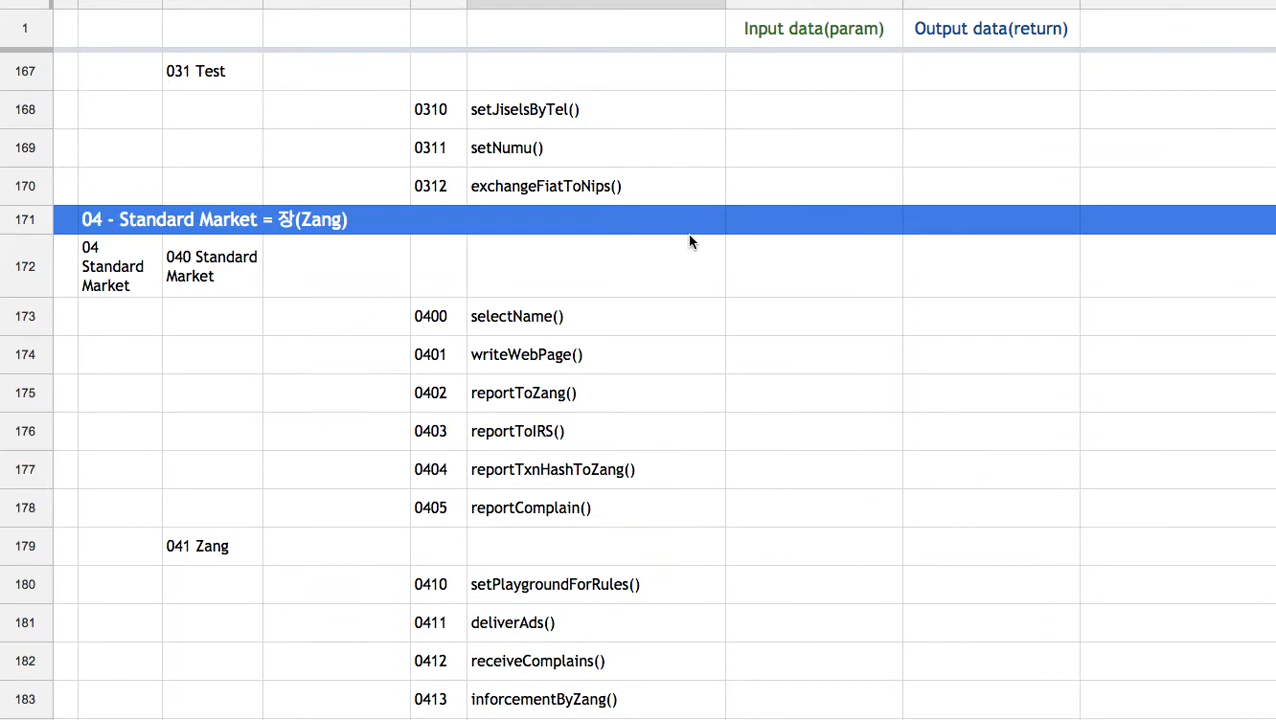 1 Input data(param) Output data(return)
167 031 Test
168 0310 setJiselsByTel()
169 0311 setNumu()
170 0312 exchangeFiatToNips()
171 04 - Standard Market = 장(Zang)
172 04 Standard Market 040 Standard Market
173 0400 selectName()
174 0401 writeWebPage()
175 0402 reportToZang()
176 0403 reportToIRS()
177 0404 reportTxnHashToZang()
178 0405 reportComplain()
179 041 Zang
180 0410 setPlaygroundForRules()
181 0411 deliverAds()
182 0412 receiveComplains()
183 0413 inforcementByZang()